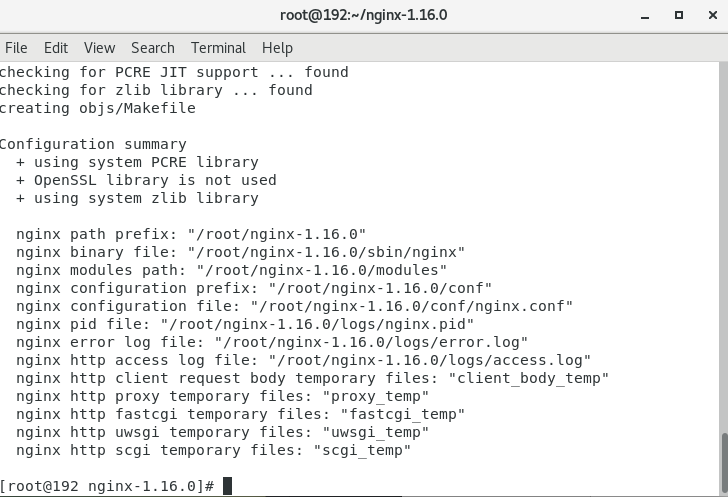 root@192:~/nginx-1.16.0
File Edit View Search Terminal Help
checking for PCRE JIT support ... found
checking for zlib library ... found
creating objs/Makefile
Configuration summary
+ using system PCRE library
+ OpenSSL library is not used
+ using system zlib library
nginx path prefix: "/root/nginx-1.16.0"
nginx binary file: "/root/nginx-1.16.0/sbin/nginx"
nginx modules path: "/root/nginx-1.16.0/modules"
nginx configuration prefix: "/root/nginx-1.16.0/conf"
nginx configuration file: "/root/nginx-1.16.0/conf/nginx.conf"
nginx pid file: "/root/nginx-1.16.0/logs/nginx.pid"
nginx error log file: "/root/nginx-1.16.0/logs/error.log"
nginx http access log file: "/root/nginx-1.16.0/logs/access.log"
nginx http client request body temporary files: "client_body_temp"
nginx http proxy temporary files: "proxy_temp"
nginx http fastcgi temporary files: "fastcgi_temp"
nginx http uwsgi temporary files: "uwsgi_temp"
nginx http scgi temporary files: "scgi_temp"
[root@192 nginx-1.16.0]#